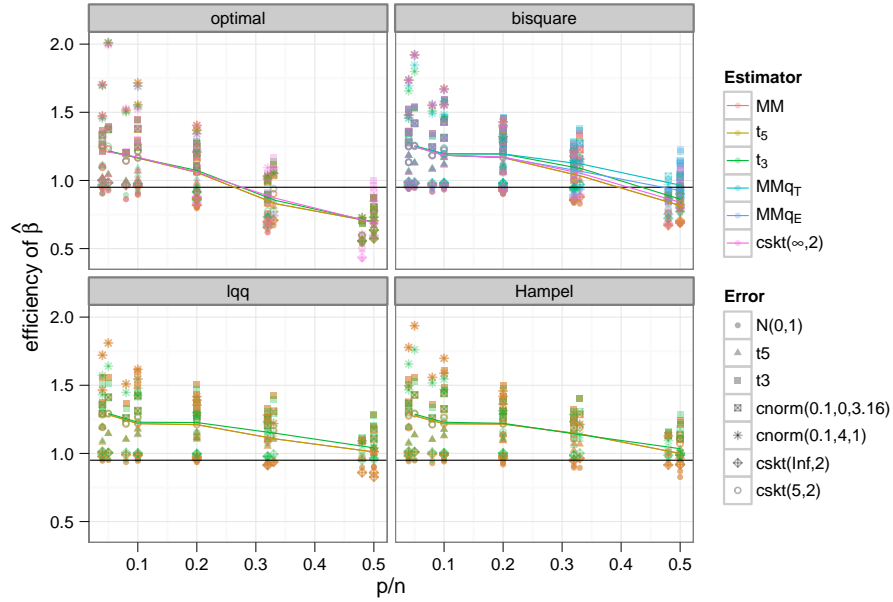 optimal
bisquare
2.0
1.5
1.0
0.5
lqq
Hampel
2.0
1.5
1.0
0.5
0.1
0.2
0.3
0.4
0.5
0.1
0.2
0.3
0.4
0.5
p/n
efficiency of β̂
Estimator
MM
t₅
t₃
MMq_T
MMq_E
cskt(∞,2)
Error
N(0,1)
t5
t3
cnorm(0.1,0,3.16)
cnorm(0.1,4,1)
cskt(Inf,2)
cskt(5,2)